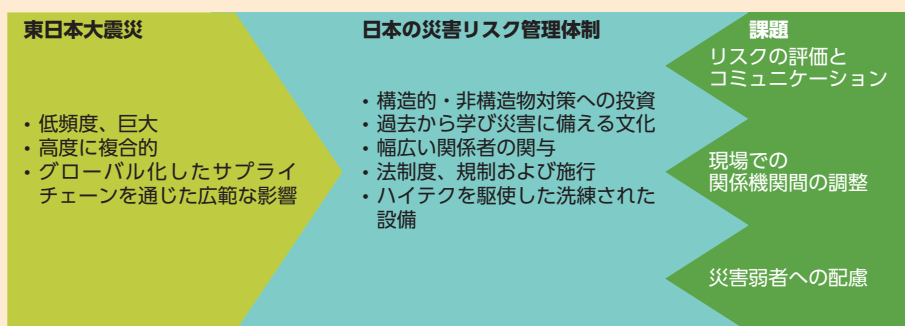 東日本大震災
• 低頻度、巨大
• 高度に複合的
• グローバル化したサプライ
チェーンを通じた広範な影響
日本の災害リスク管理体制
• 構造的・非構造物対策への投資
• 過去から学び災害に備える文化
• 幅広い関係者の関与
• 法制度、規制および施行
• ハイテクを駆使した洗練された
設備
課題
リスクの評価と
コミュニケーション
現場での
関係機関間の調整
災害弱者への配慮